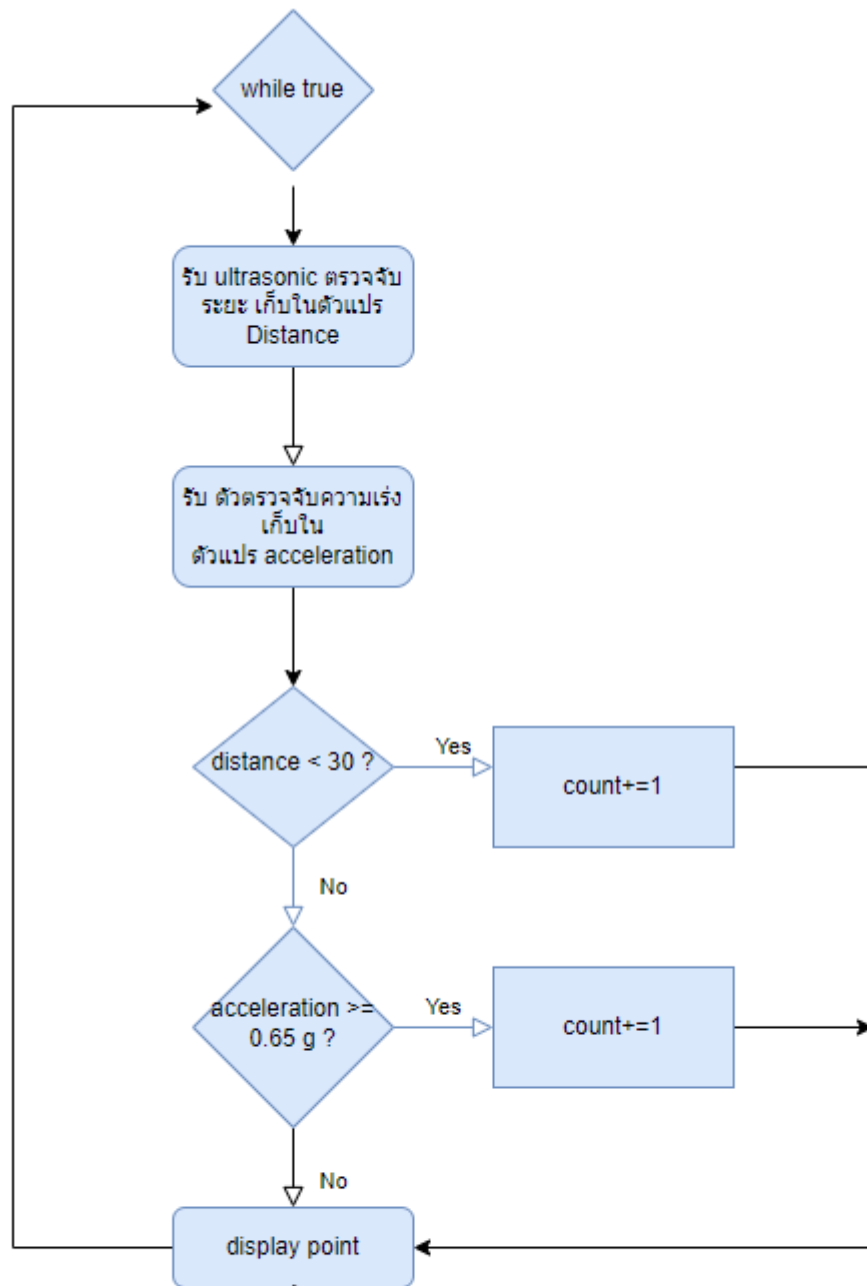 while true
รับ ultrasonic ตรวจจับ
ระยะ เก็บในตัวแปร
Distance
รับ ตัวตรวจจับความเร่ง
เก็บใน
ตัวแปร acceleration
distance < 30 ?
Yes
count+=1
No
acceleration >=
0.65 g ?
Yes
count+=1
No
display point